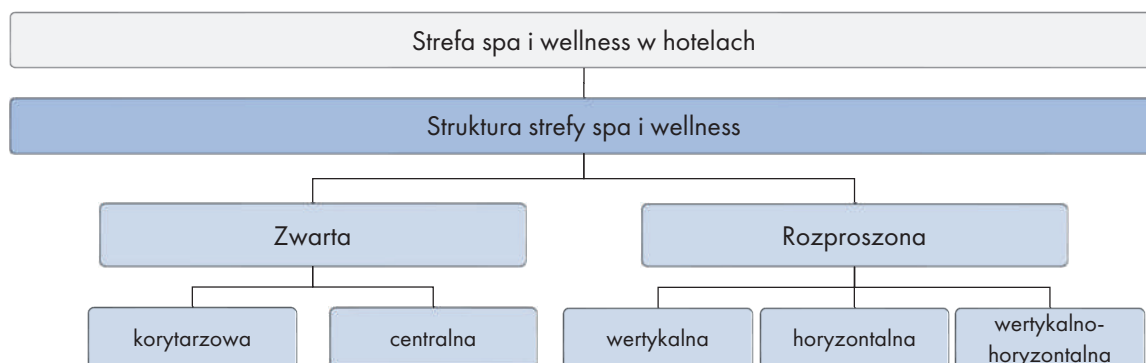 Strefa spa i wellness w hotelach
Struktura strefy spa i wellness
Zwarta
Rozproszona
korytarzowa
centralna
wertykalna
horyzontalna
wertykalno-
horyzontalna